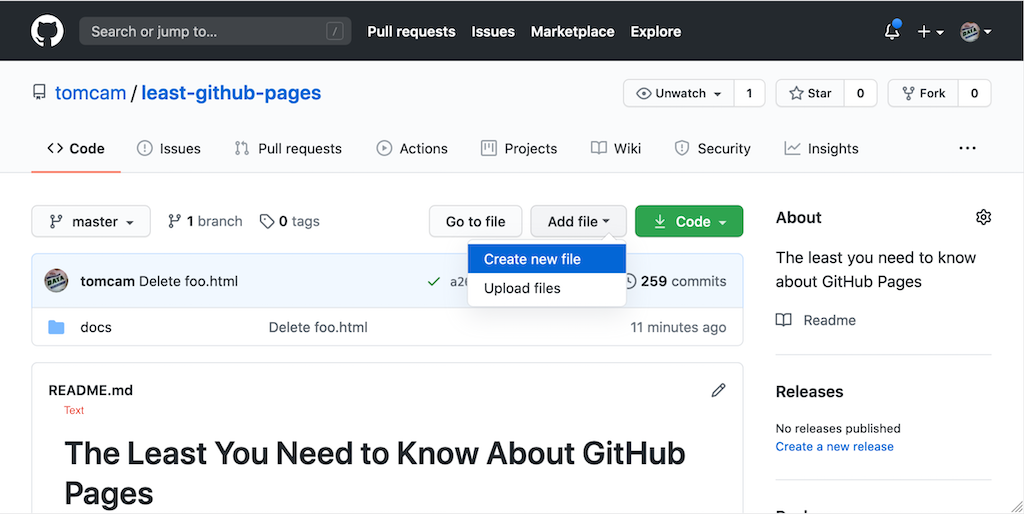 Search or jump to... /
Pull requests Issues Marketplace Explore
tomcam / least-github-pages
Unwatch 1 Star 0 Fork 0
Code Issues Pull requests Actions Projects Wiki Security Insights ...
master 1 branch 0 tags Go to file Add file Code
Create new file
Upload files
tomcam Delete foo.html 259 commits
docs Delete foo.html 11 minutes ago
README.md
Text
The Least You Need to Know About GitHub
Pages
About
The least you need to know
about GitHub Pages
Readme
Releases
No releases published
Create a new release